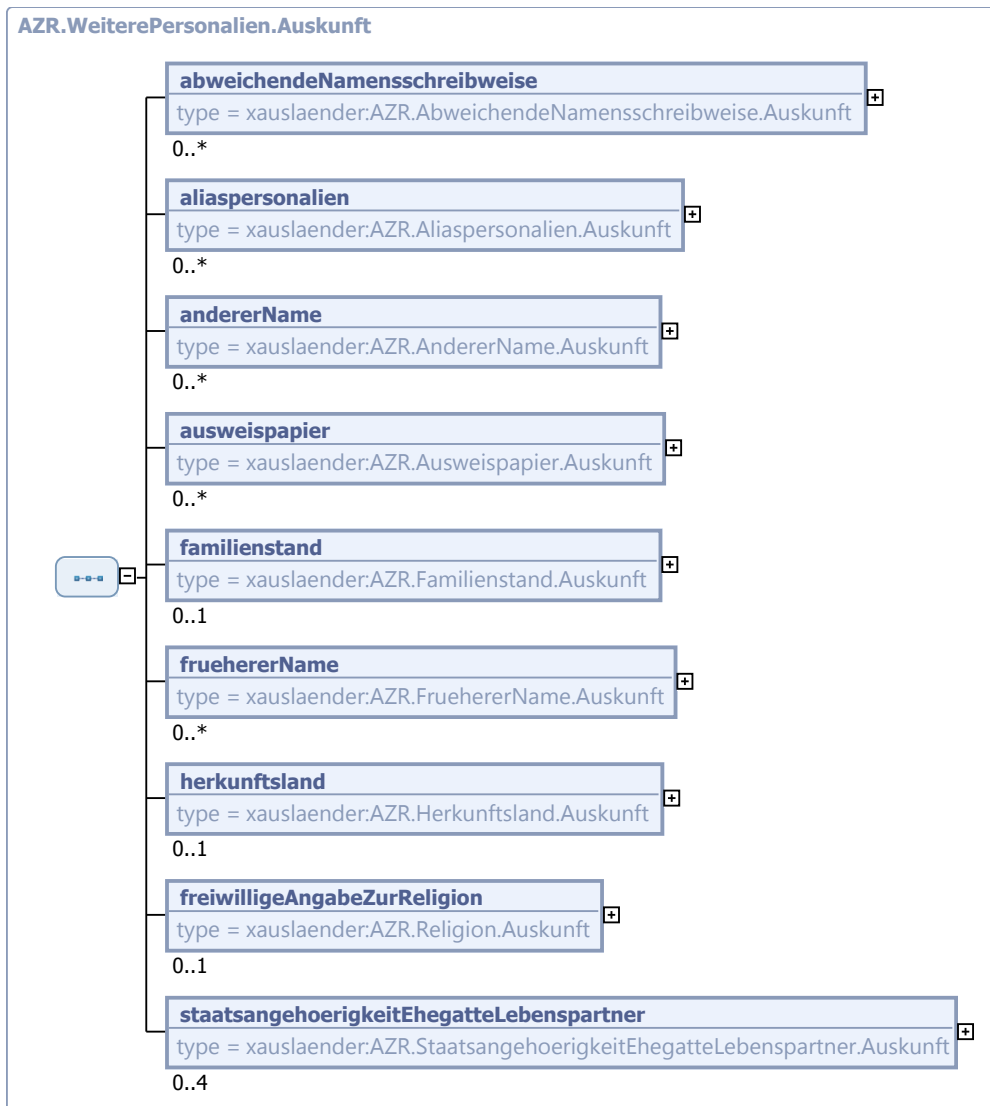 AZR.WeiterePersonalien.Auskunft
abweichendeNamensschreibweise
type = xauslaender:AZR.AbweichendeNamensschreibweise.Auskunft
0..*
aliaspersonalien
type = xauslaender:AZR.Aliaspersonalien.Auskunft
0..*
andererName
type = xauslaender:AZR.AndererName.Auskunft
0..*
ausweispapier
type = xauslaender:AZR.Ausweispapier.Auskunft
0..*
familienstand
type = xauslaender:AZR.Familienstand.Auskunft
0..1
fruehererName
type = xauslaender:AZR.FruehererName.Auskunft
0..*
herkunftsland
type = xauslaender:AZR.Herkunftsland.Auskunft
0..1
freiwilligeAngabeZurReligion
type = xauslaender:AZR.Religion.Auskunft
0..1
staatsangehoerigkeitEhegatteLebenspartner
type = xauslaender:AZR.StaatsangehoerigkeitEhegatteLebenspartner.Auskunft
0..4